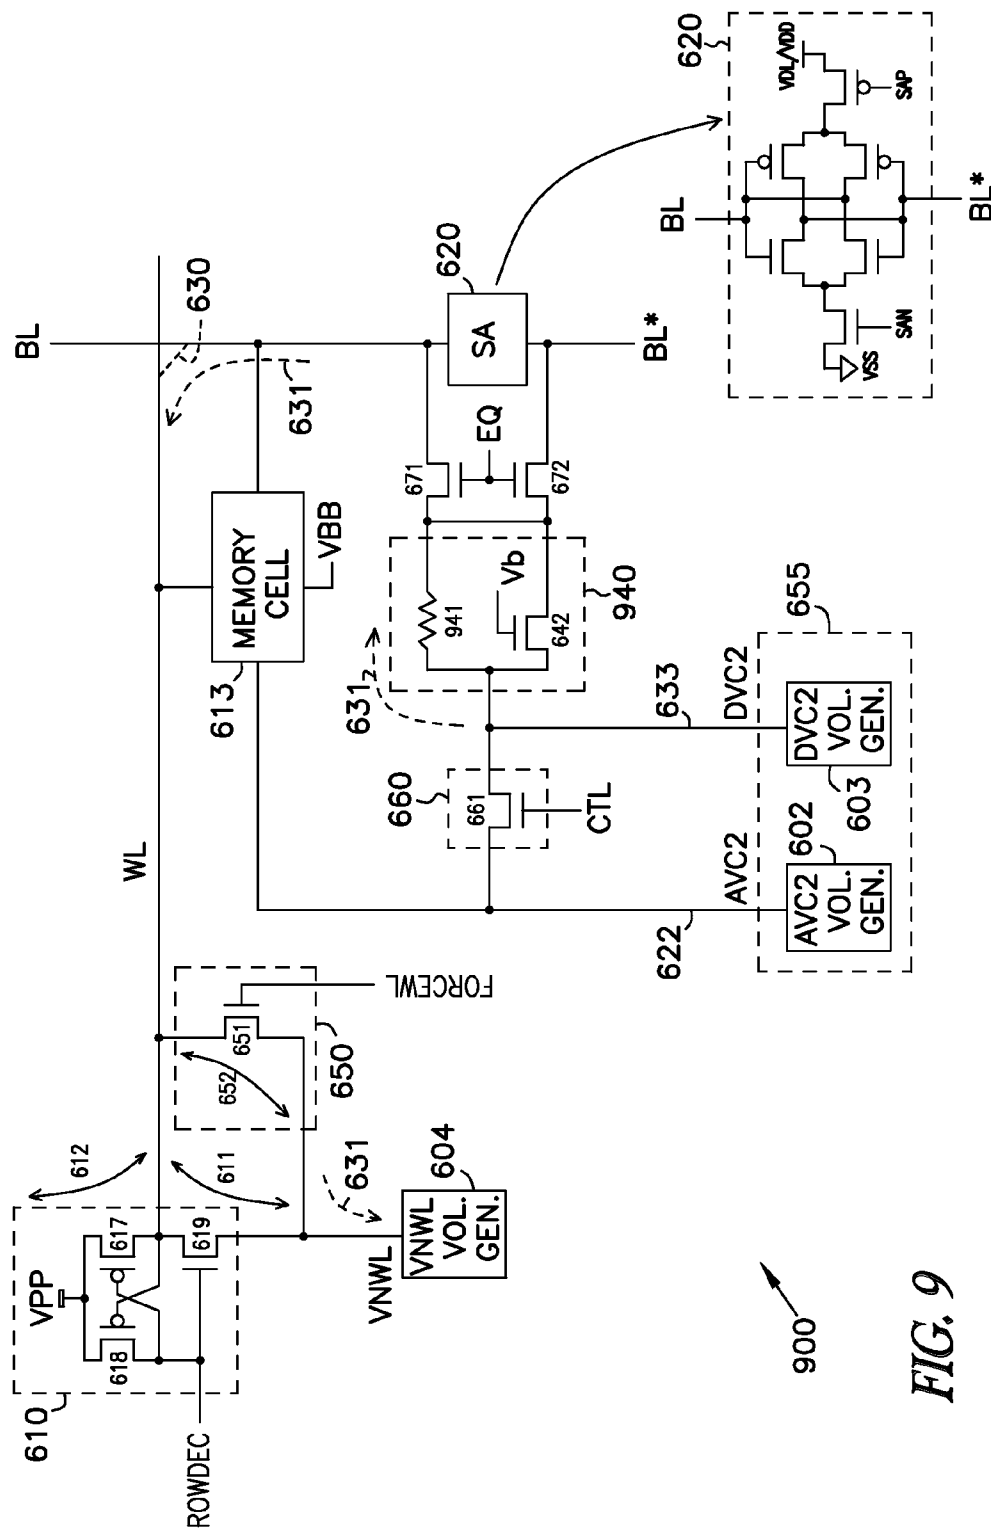 BL
630
631
WL
612
611
610
VPP
617
618
619
ROWDEC
652
651
650
FORCEWL
631
VNWL
604
VNWL
VOL.
GEN.
MEMORY
CELL
613
VBB
620
SA
BL*
EQ
671
672
940
941
Vb
642
631
660
661
CTL
633
DVC2
AVC2
622
655
602
AVC2
VOL.
GEN.
603
DVC2
VOL.
GEN.
620
BL
BL*
VDL/VDD
SAP
SAN
VSS
900
FIG. 9